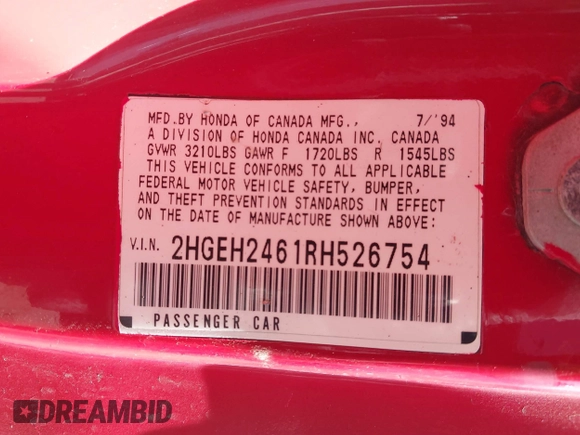 MFD.BY HONDA OF CANADA MFG., 7/'94
A DIVISION OF HONDA CANADA INC. CANADA
GVWR 3210LBS GAWR F 1720LBS R 1545LBS
THIS VEHICLE CONFORMS TO ALL APPLICABLE
FEDERAL MOTOR VEHICLE SAFETY, BUMPER,
AND THEFT PREVENTION STANDARDS IN EFFECT
ON THE DATE OF MANUFACTURE SHOWN ABOVE:
V.I.N. 2HGEH2461RH526754
PASSENGER CAR
DREAMBID